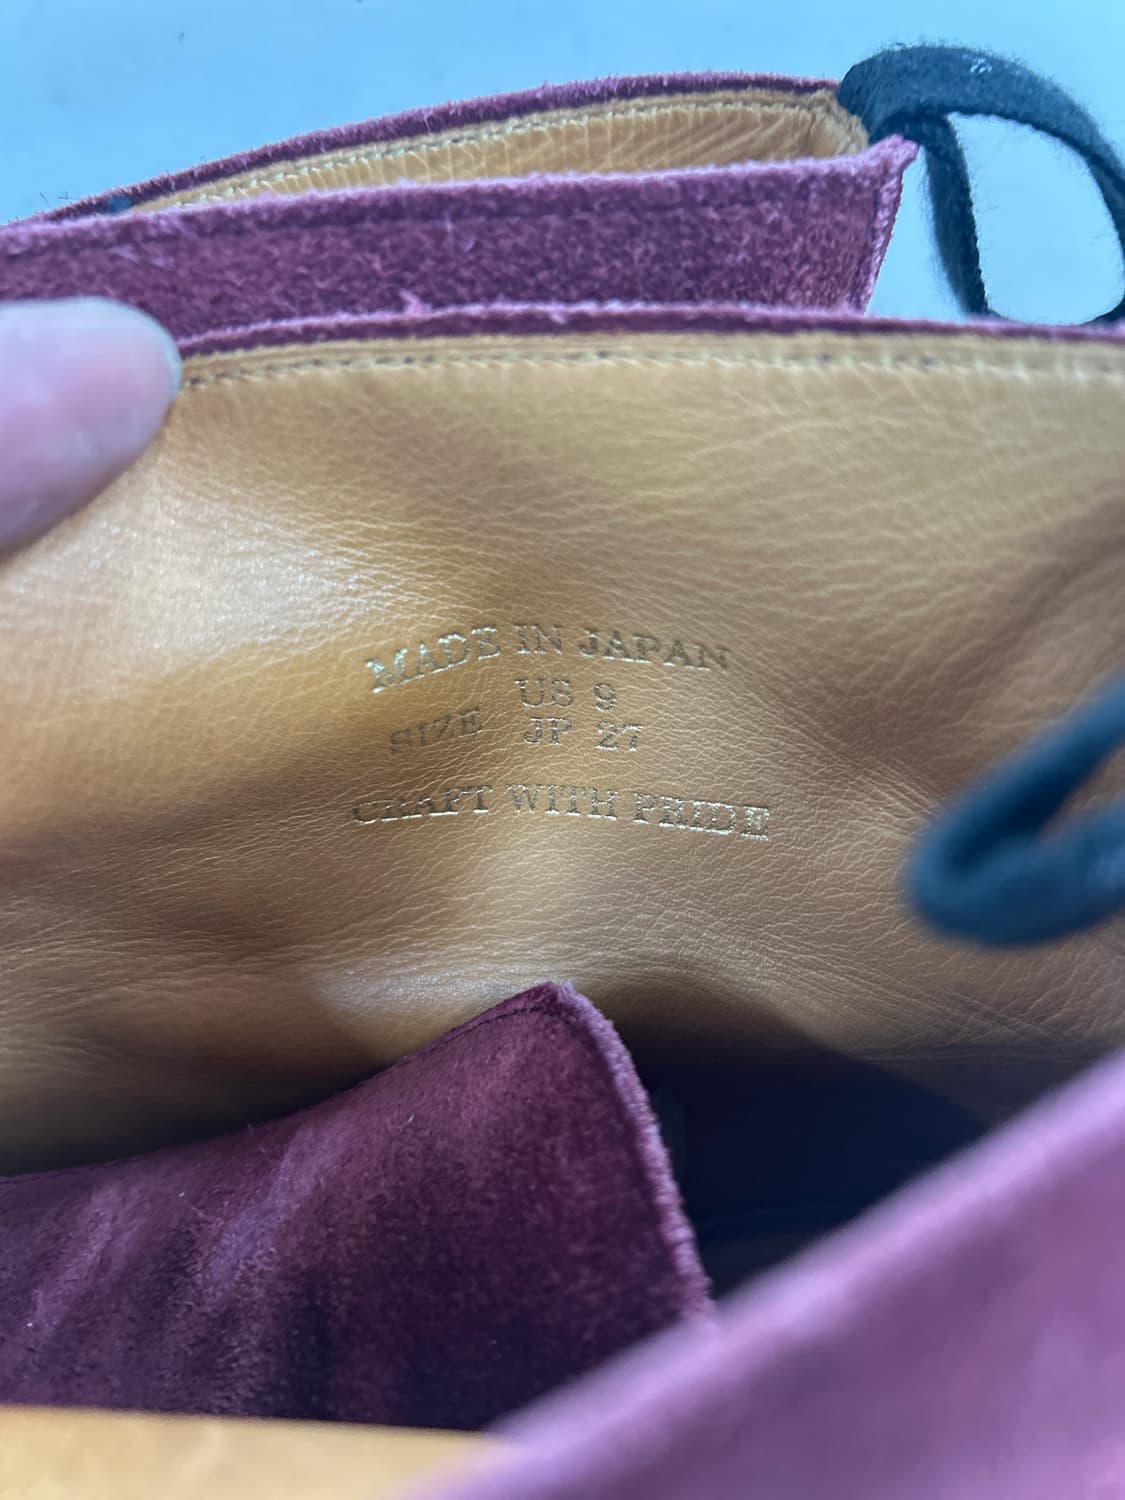 MADE IN JAPAN
US 9
SIZE JP 27
CRAFT WITH PRIDE